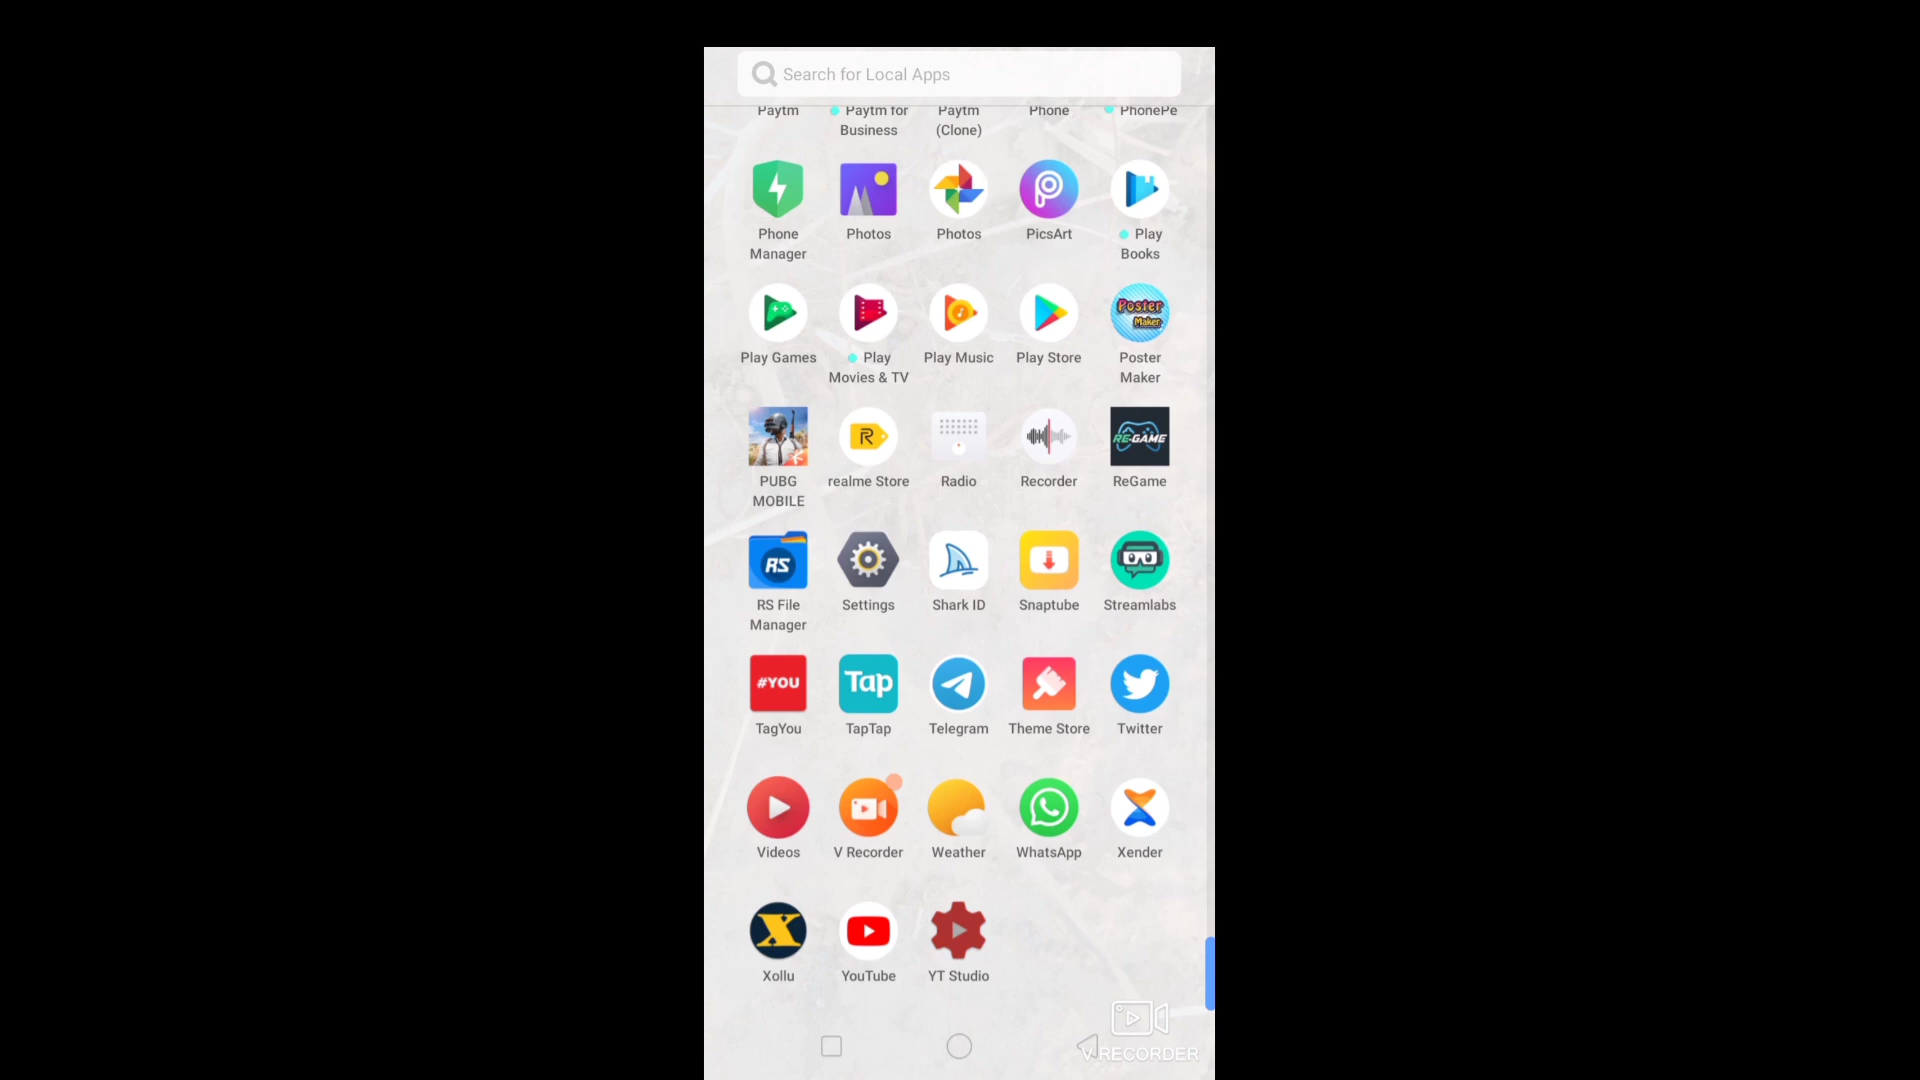 Search for Local Apps
Paytm Paytm for Paytm Phone PhonePe
Business (Clone)
Phone Photos Photos PicsArt Play
Manager Books
Poster
Maker
Play Games Play Play Music Play Store Poster
Movies & TV Maker
R
RE-GAME
PUBG realme Store Radio Recorder ReGame
MOBILE
RS
RS File Settings Shark ID Snaptube Streamlabs
Manager
#YOU Tap
TagYou TapTap Telegram Theme Store Twitter
Videos V Recorder Weather WhatsApp Xender
X
Xollu YouTube YT Studio
V RECORDER